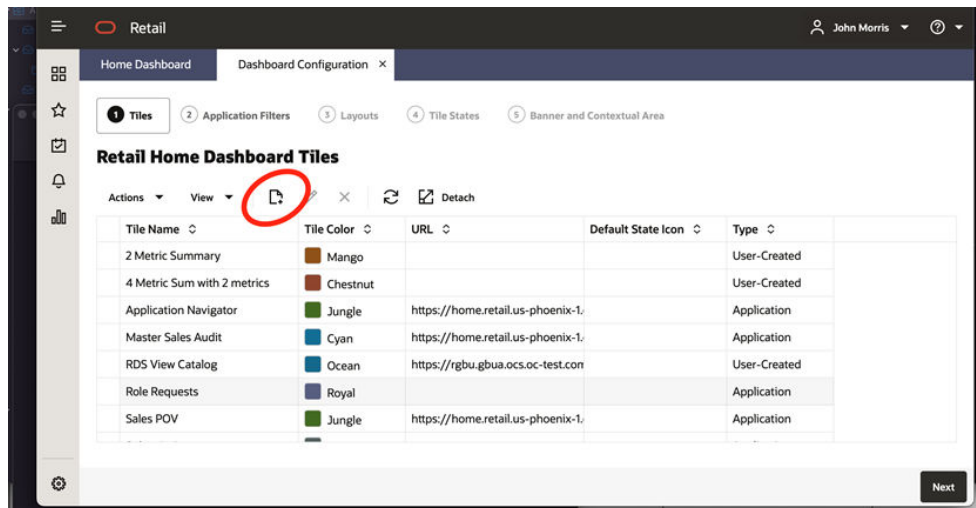 Retail
John Morris
Home Dashboard
Dashboard Configuration
1 Tiles
2 Application Filters
3 Layouts
4 Tile States
5 Banner and Contextual Area
Retail Home Dashboard Tiles
Actions View Detach
Tile Name Tile Color URL Default State Icon Type
2 Metric Summary Mango User-Created
4 Metric Sum with 2 metrics Chestnut User-Created
Application Navigator Jungle https://home.retail.us-phoenix-1. Application
Master Sales Audit Cyan https://home.retail.us-phoenix-1. Application
RDS View Catalog Ocean https://rgbu.gbua.ocs.oc-test.com User-Created
Role Requests Royal Application
Sales POV Jungle https://home.retail.us-phoenix-1. Application
Next